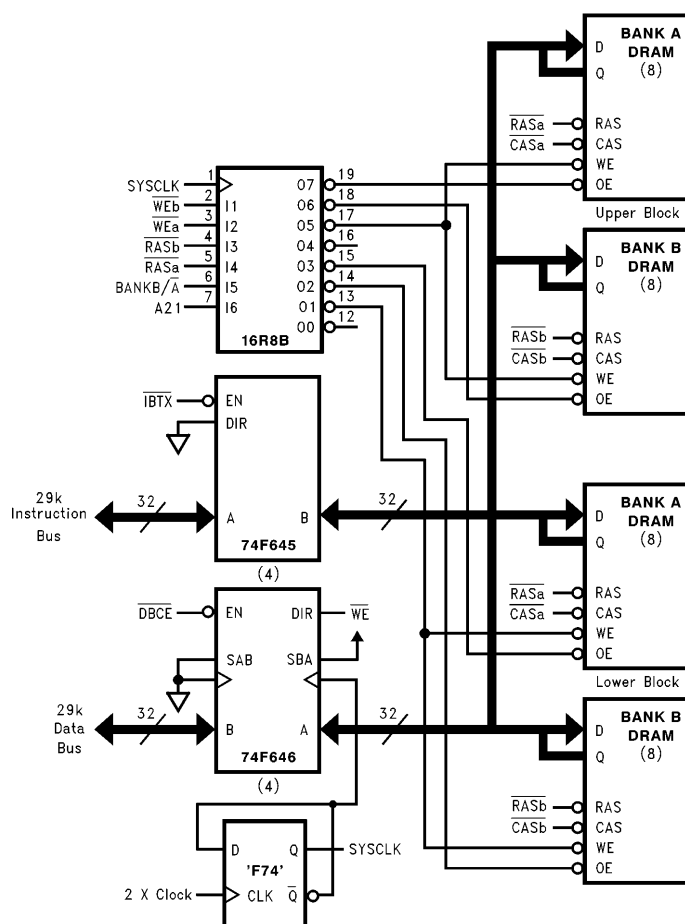 BANK A
DRAM
(8)
D
Q
RASa
RAS
CASa
CAS
WE
OE
Upper Block
SYSCLK 1 O7 19
WEb 2 I1 O6 18
WEa 3 I2 O5 17
RASb 4 I3 O4 16
RASa 5 I4 O3 15
BANKB/A 6 I5 O2 14
A21 7 I6 O1 13
O0 12
16R8B
BANK B
DRAM
(8)
D
Q
RASb
RAS
CASb
CAS
WE
OE
IBTX
EN
DIR
29k
Instruction
Bus
32
A
B
32
74F645
(4)
BANK A
DRAM
(8)
D
Q
RASa
RAS
CASa
CAS
WE
OE
Lower Block
DBCE
EN
DIR
WE
SAB
SBA
29k
Data
Bus
32
B
A
32
74F646
(4)
BANK B
DRAM
(8)
D
Q
RASb
RAS
CASb
CAS
WE
OE
D
Q
SYSCLK
'F74'
2 X Clock
CLK
Q